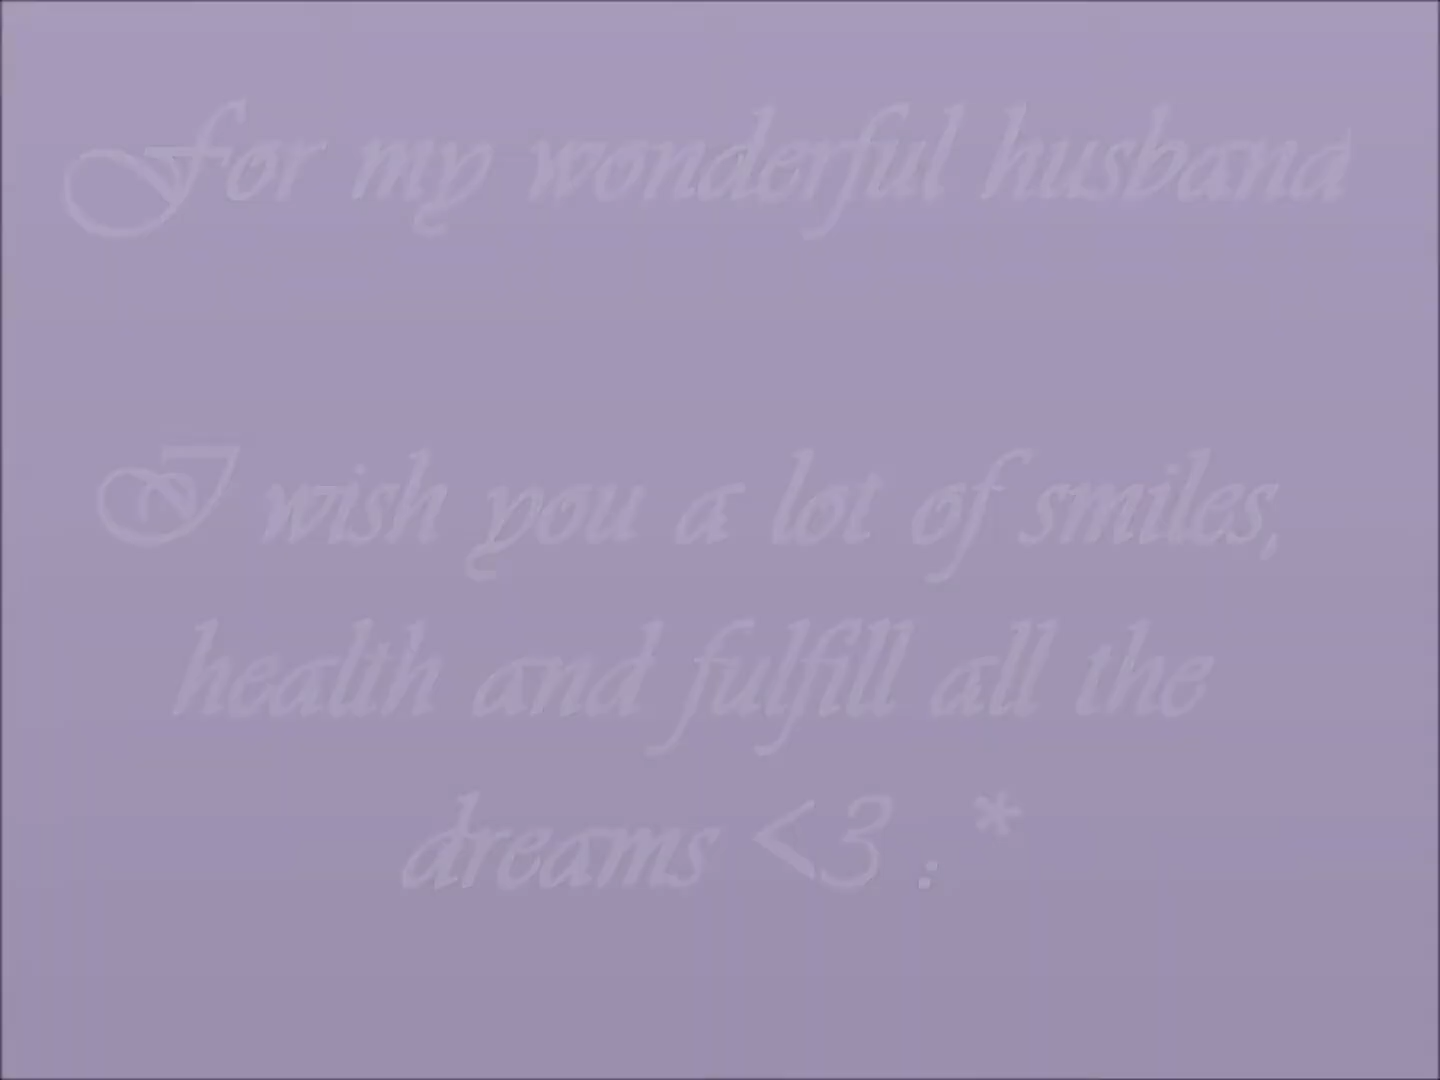 For my wonderful husband
I wish you a lot of smiles,
health and fulfill all the
dreams <3 :*